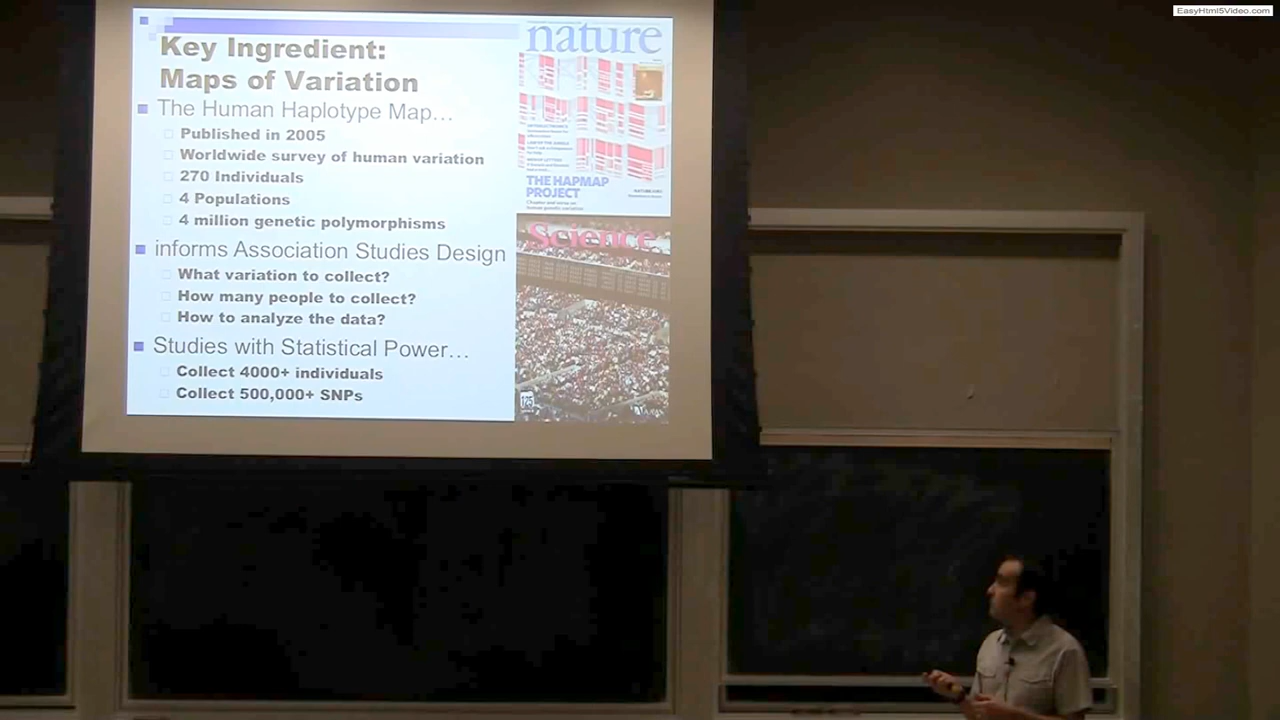 EasyHtml5Video.com
Key Ingredient:
Maps of Variation
The Human Haplotype Map…
Published in 2005
Worldwide survey of human variation
270 Individuals
4 Populations
4 million genetic polymorphisms
informs Association Studies Design
What variation to collect?
How many people to collect?
How to analyze the data?
Studies with Statistical Power…
Collect 4000+ individuals
Collect 500,000+ SNPs
nature
THE HAPMAP
PROJECT
Science
125